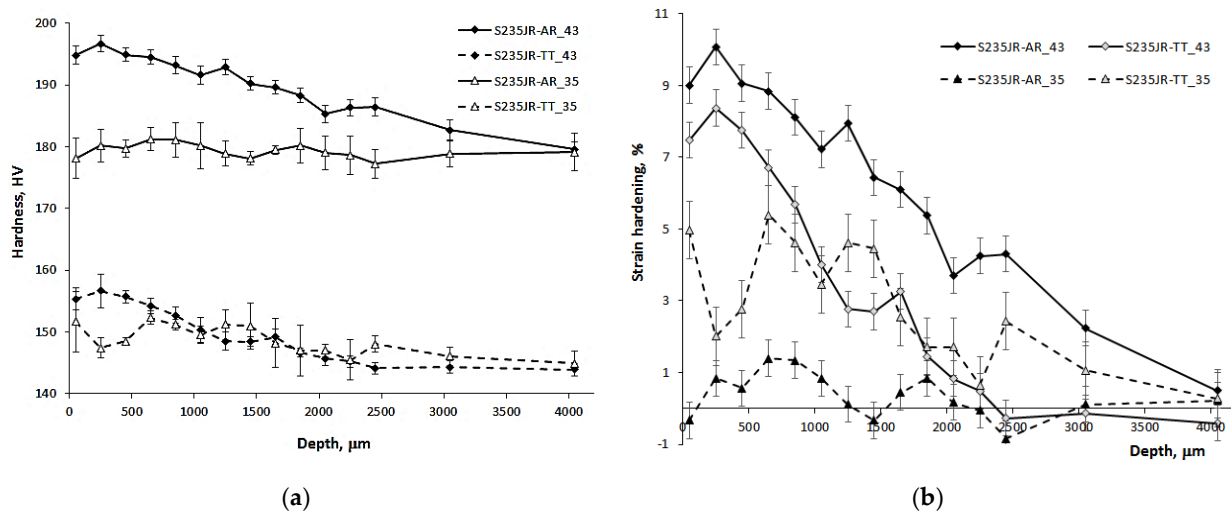 200
190
180
170
160
150
140
Hardness, HV
0
500
1000
1500
2000
2500
3000
3500
4000
Depth, µm
S235JR-AR_43
S235JR-TT_43
S235JR-AR_35
S235JR-TT_35
(a)
11
9
7
5
3
1
-1
Strain hardening, %
S235JR-AR_43
S235JR-TT_43
S235JR-AR_35
S235JR-TT_35
0
500
1000
1500
2000
2500
3000
3500
4000
Depth, µm
(b)